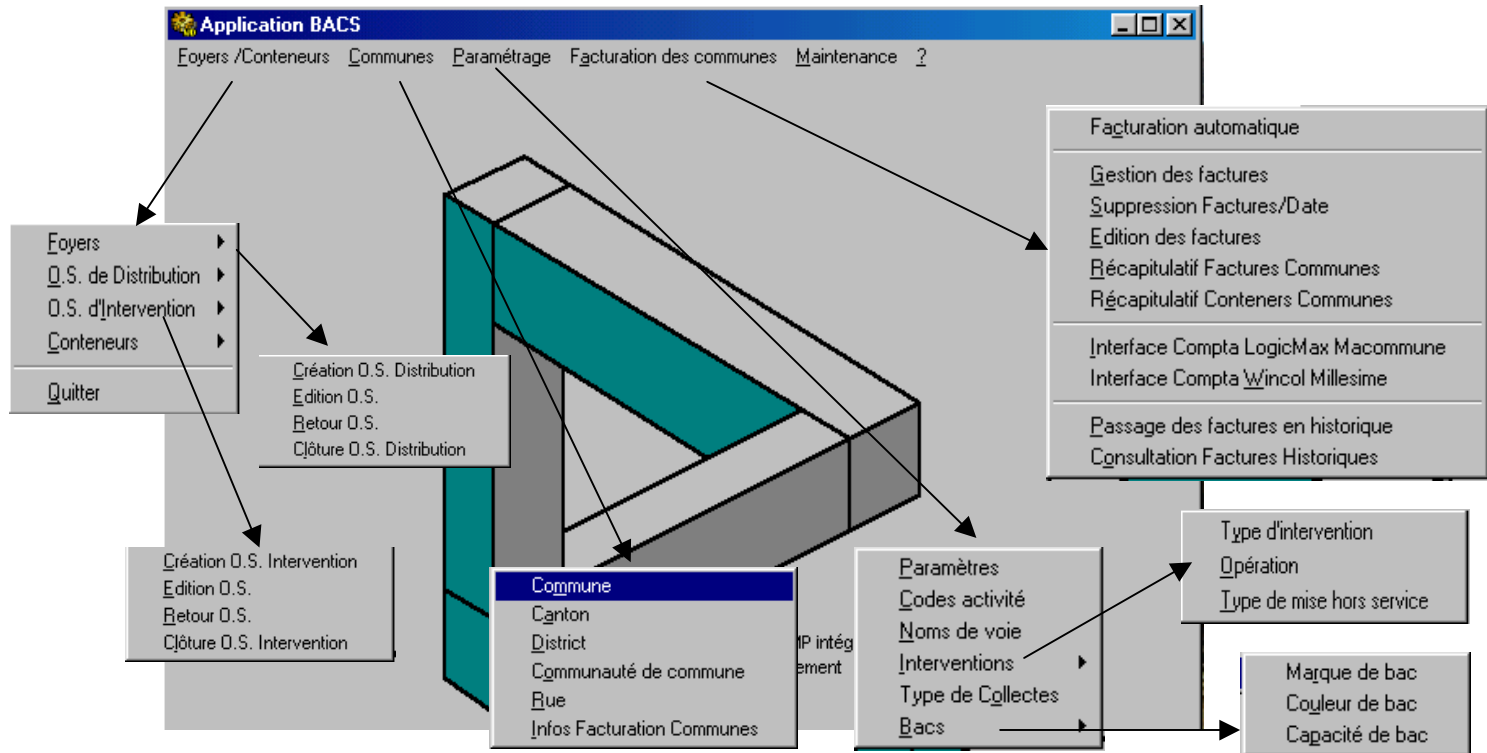 Application BACS
Foyers /Conteneurs Communes Paramétrage Facturation des communes Maintenance ?
Facturation automatique
Gestion des factures
Suppression Factures/Date
Edition des factures
Récapitulatif Factures Communes
Récapitulatif Conteners Communes
Interface Compta LogicMax Macommune
Interface Compta Wincol Millesime
Passage des factures en historique
Consultation Factures Historiques
Foyers
O.S. de Distribution
O.S. d'Intervention
Conteneurs
Quitter
Création O.S. Distribution
Edition O.S.
Retour O.S.
Clôture O.S. Distribution
Création O.S. Intervention
Edition O.S.
Retour O.S.
Clôture O.S. Intervention
Commune
Canton
District
Communauté de commune
Rue
Infos Facturation Communes
Paramètres
Codes activité
Noms de voie
Interventions
Type de Collectes
Bacs
Type d'intervention
Opération
Type de mise hors service
Marque de bac
Couleur de bac
Capacité de bac